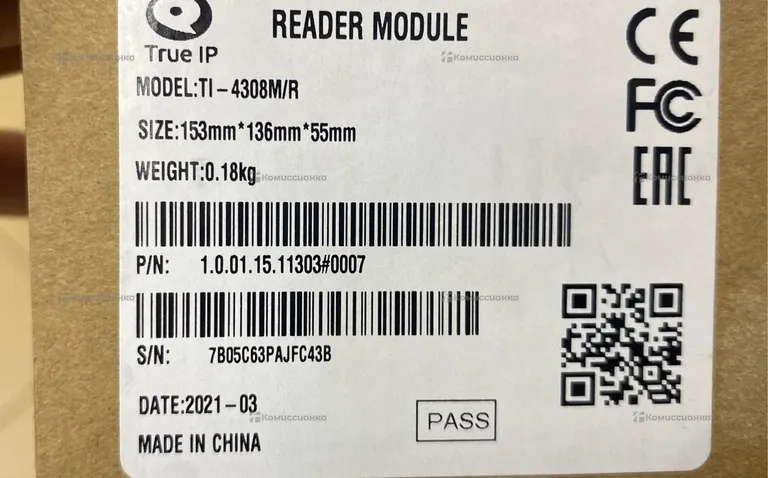 True IP
READER MODULE
MODEL:TI-4308M/R
SIZE:153mm*136mm*55mm
WEIGHT:0.18kg
P/N: 1.0.01.15.11303#0007
S/N: 7B05C63PAJFC43B
DATE:2021-03
MADE IN CHINA
PASS
CE
FC
EAC
Комиссионка
Комиссионка
Комиссионка
Комиссионка
Комиссионка
Комиссионка
Комиссионка
Комиссионка